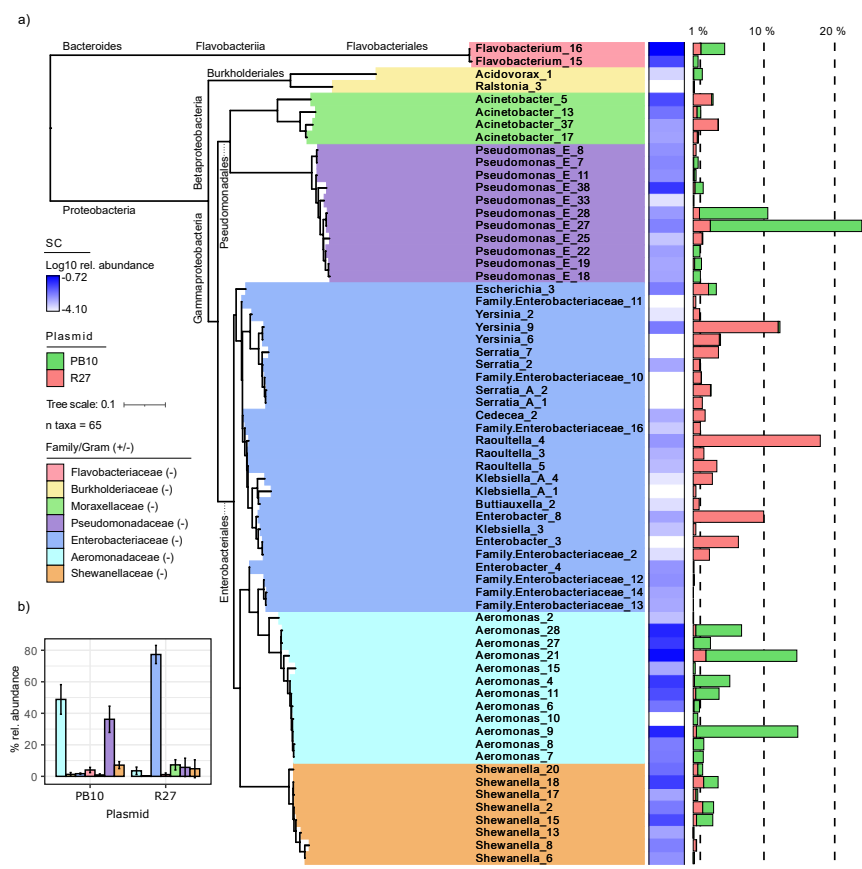 a)
1 %
10 %
20 %
Bacteroides
Flavobacteriia
Flavobacteriales
Burkholderiales
Betaproteobacteria
Pseudomonadales
Proteobacteria
Gammaproteobacteria
Enterobacteriales
Flavobacterium_16
Flavobacterium_15
Acidovorax_1
Ralstonia_3
Acinetobacter_5
Acinetobacter_13
Acinetobacter_37
Acinetobacter_17
Pseudomonas_E_8
Pseudomonas_E_7
Pseudomonas_E_11
Pseudomonas_E_38
Pseudomonas_E_33
Pseudomonas_E_28
Pseudomonas_E_27
Pseudomonas_E_25
Pseudomonas_E_22
Pseudomonas_E_19
Pseudomonas_E_18
Escherichia_3
Family.Enterobacteriaceae_11
Yersinia_2
Yersinia_9
Yersinia_6
Serratia_7
Serratia_2
Family.Enterobacteriaceae_10
Serratia_A_2
Serratia_A_1
Cedecea_2
Family.Enterobacteriaceae_16
Raoultella_4
Raoultella_3
Raoultella_5
Klebsiella_A_4
Klebsiella_A_1
Buttiauxella_2
Enterobacter_8
Klebsiella_3
Enterobacter_3
Family.Enterobacteriaceae_2
Enterobacter_4
Family.Enterobacteriaceae_12
Family.Enterobacteriaceae_14
Family.Enterobacteriaceae_13
Aeromonas_2
Aeromonas_28
Aeromonas_27
Aeromonas_21
Aeromonas_15
Aeromonas_4
Aeromonas_11
Aeromonas_6
Aeromonas_10
Aeromonas_9
Aeromonas_8
Aeromonas_7
Shewanella_20
Shewanella_18
Shewanella_17
Shewanella_2
Shewanella_15
Shewanella_13
Shewanella_8
Shewanella_6
SC
Log10 rel. abundance
-0.72
-4.10
Plasmid
PB10
R27
Tree scale: 0.1
n taxa = 65
Family/Gram (+/-)
Flavobacteriaceae (-)
Burkholderiaceae (-)
Moraxellaceae (-)
Pseudomonadaceae (-)
Enterobacteriaceae (-)
Aeromonadaceae (-)
Shewanellaceae (-)
b)
% rel. abundance
80
60
40
20
0
PB10
R27
Plasmid